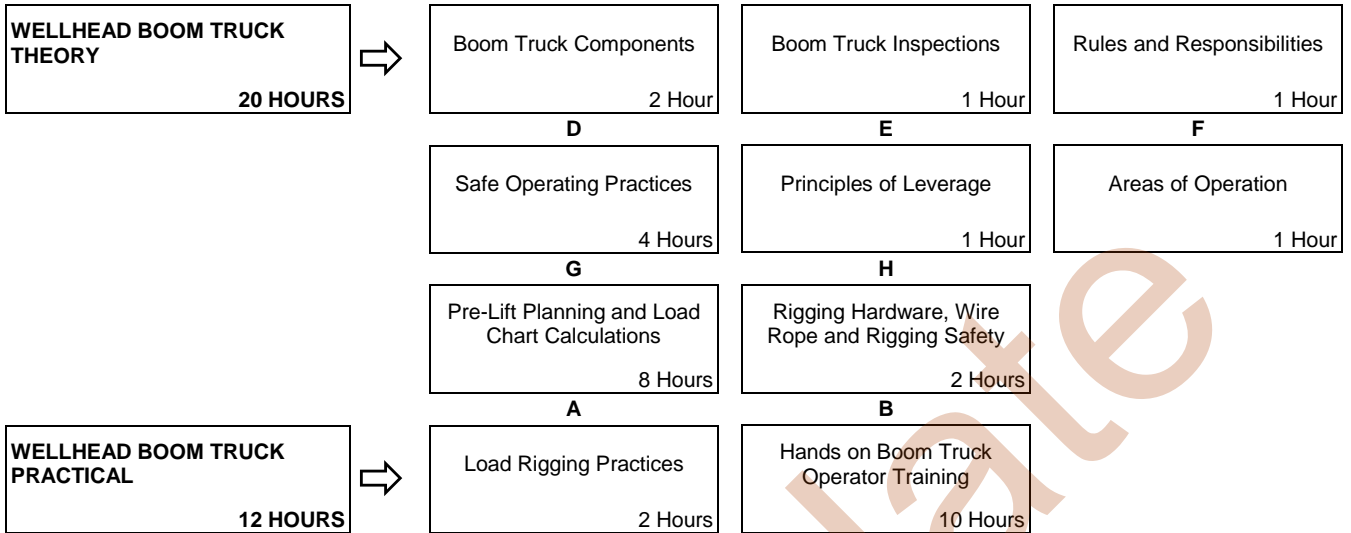 WELLHEAD BOOM TRUCK
THEORY
20 HOURS
Boom Truck Components
2 Hour
Boom Truck Inspections
1 Hour
Rules and Responsibilities
1 Hour
D
E
F
Safe Operating Practices
4 Hours
Principles of Leverage
1 Hour
Areas of Operation
1 Hour
G
H
Pre-Lift Planning and Load
Chart Calculations
8 Hours
Rigging Hardware, Wire
Rope and Rigging Safety
2 Hours
A
B
WELLHEAD BOOM TRUCK
PRACTICAL
12 HOURS
Load Rigging Practices
2 Hours
Hands on Boom Truck
Operator Training
10 Hours